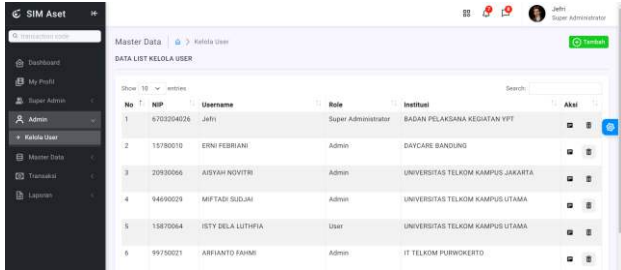 SIM Aset
Jefri
Super Administrator
Master Data
Kelola User
Tambah
DATA LIST KELOLA USER
Dashboard
My Profil
Super Admin
Admin
Kelola User
Master Data
Transaksi
Laporan
Show 10 entries
Search:
No NIP Username Role Institusi Aksi
1 6703204026 Jefri Super Administrator BADAN PELAKSANA KEGIATAN YPT
2 15780010 ERNI FEBRIANI Admin DAYCARE BANDUNG
3 20930066 AISYAH NOVITRI Admin UNIVERSITAS TELKOM KAMPUS JAKARTA
4 94690029 MIFTADI SUDJAI Admin UNIVERSITAS TELKOM KAMPUS UTAMA
5 15870064 ISTY DELA LUTHFIA User UNIVERSITAS TELKOM KAMPUS UTAMA
6 99750021 ARFIANTO FAHMI Admin IT TELKOM PURWOKERTO